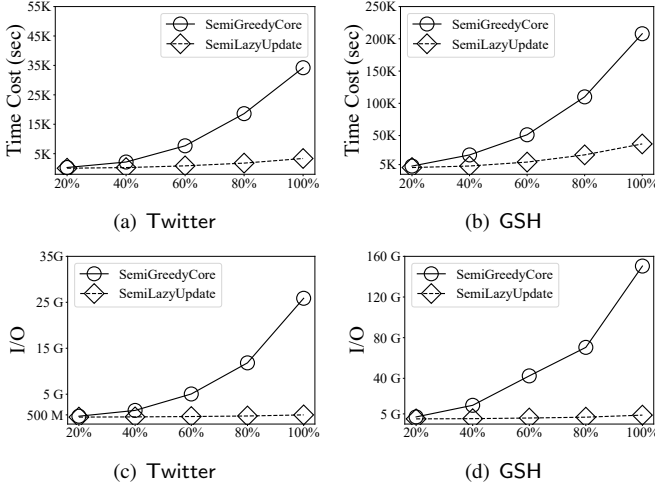 55K
45K
35K
25K
15K
5K
Time Cost (sec)
SemiGreedyCore
SemiLazyUpdate
20% 40% 60% 80% 100%
(a) Twitter
250K
200K
150K
100K
50K
5K
Time Cost (sec)
SemiGreedyCore
SemiLazyUpdate
20% 40% 60% 80% 100%
(b) GSH
35G
25 G
15 G
5 G
500 M
I/O
SemiGreedyCore
SemiLazyUpdate
20% 40% 60% 80% 100%
(c) Twitter
160 G
120 G
80 G
40 G
5 G
I/O
SemiGreedyCore
SemiLazyUpdate
20% 40% 60% 80% 100%
(d) GSH